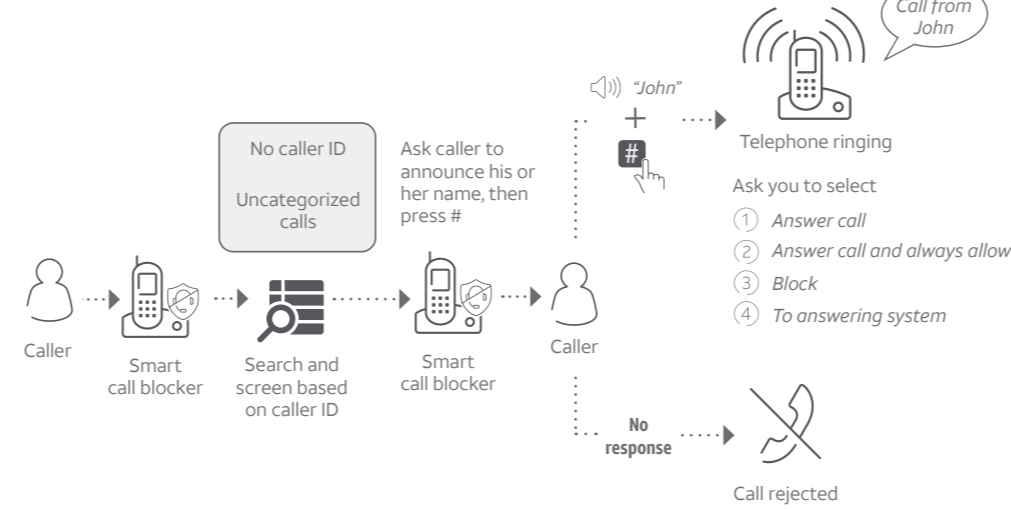 Call from
John
“John”
+
#
Telephone ringing
No caller ID
Uncategorized
calls
Ask caller to
announce his or
her name, then
press #
Ask you to select
1 Answer call
2 Answer call and always allow
3 Block
4 To answering system
Caller
Smart
call blocker
Search and
screen based
on caller ID
Smart
call blocker
Caller
No
response
Call rejected